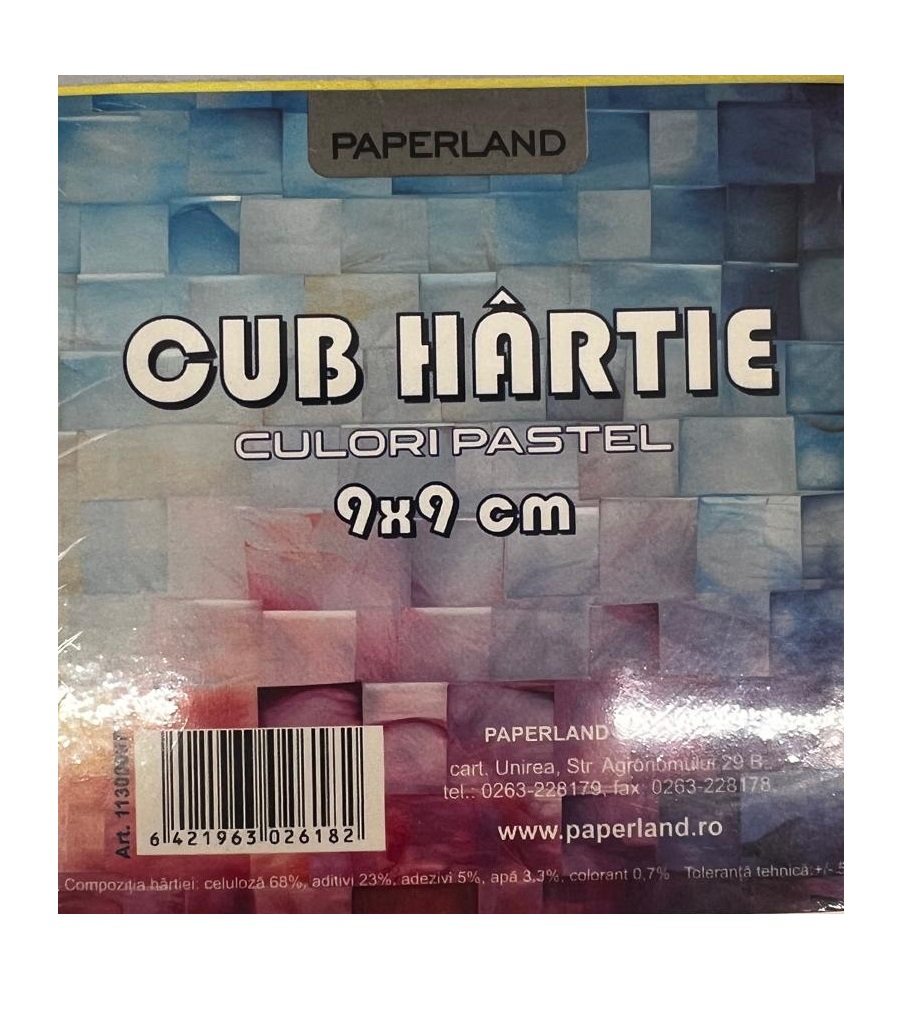 PAPERLAND
CUB HÂRTIE
CULORI PASTEL
9x9 cm
PAPERLAND
cart. Unirea, Str. Agronomului 29 B
tel.: 0263-228179, fax 0263-228178
www.paperland.ro
Art.
6 421963 026182
Compoziția hârtiei: celuloză 68%, aditivi 23%, adezivi 5%, apă 3,3%, colorant 0,7% Toleranță tehnică:+/- 5